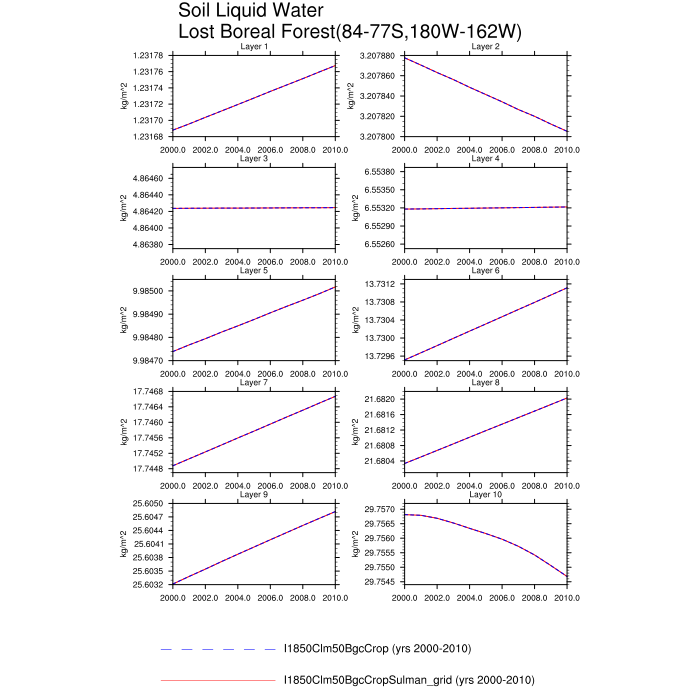 Soil Liquid Water
Lost Boreal Forest(84-77S,180W-162W)
Layer 1
1.23178
1.23176
1.23174
1.23172
1.23170
1.23168
kg/m^2
2000.0 2002.0 2004.0 2006.0 2008.0 2010.0
Layer 2
3.207880
3.207860
3.207840
3.207820
3.207800
kg/m^2
2000.0 2002.0 2004.0 2006.0 2008.0 2010.0
Layer 3
4.86460
4.86440
4.86420
4.86400
4.86380
kg/m^2
2000.0 2002.0 2004.0 2006.0 2008.0 2010.0
Layer 4
6.55380
6.55350
6.55320
6.55290
6.55260
kg/m^2
2000.0 2002.0 2004.0 2006.0 2008.0 2010.0
Layer 5
9.98500
9.98490
9.98480
9.98470
kg/m^2
2000.0 2002.0 2004.0 2006.0 2008.0 2010.0
Layer 6
13.7312
13.7308
13.7304
13.7300
13.7296
kg/m^2
2000.0 2002.0 2004.0 2006.0 2008.0 2010.0
Layer 7
17.7468
17.7464
17.7460
17.7456
17.7452
17.7448
kg/m^2
2000.0 2002.0 2004.0 2006.0 2008.0 2010.0
Layer 8
21.6820
21.6816
21.6812
21.6808
21.6804
kg/m^2
2000.0 2002.0 2004.0 2006.0 2008.0 2010.0
Layer 9
25.6050
25.6047
25.6044
25.6041
25.6038
25.6035
25.6032
kg/m^2
2000.0 2002.0 2004.0 2006.0 2008.0 2010.0
Layer 10
29.7570
29.7565
29.7560
29.7555
29.7550
29.7545
kg/m^2
2000.0 2002.0 2004.0 2006.0 2008.0 2010.0
I1850Clm50BgcCrop (yrs 2000-2010)
I1850Clm50BgcCropSulman_grid (yrs 2000-2010)